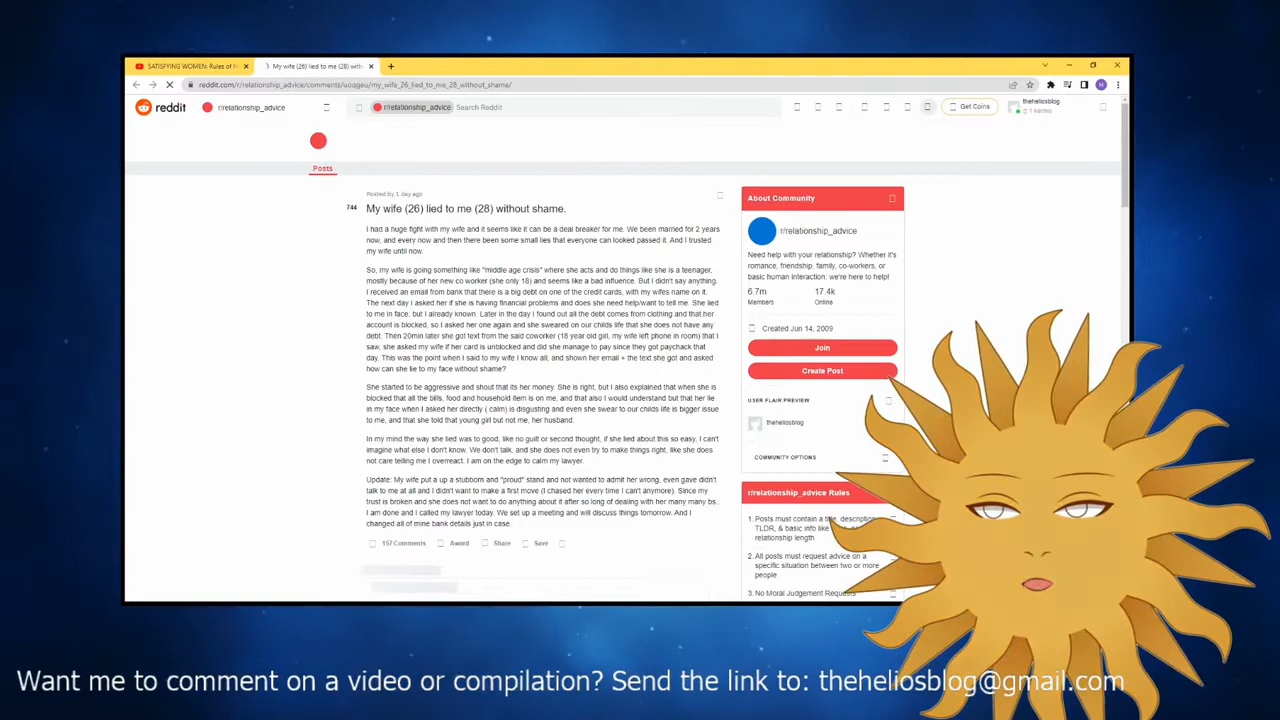 SATISFYING WOMEN: Rules of M
My wife (26) lied to me (28) with
reddit.com/r/relationship_advice/comments/uoqgeu/my_wife_26_lied_to_me_28_without_shame/
reddit r/relationship_advice r/relationship_advice Search Reddit Get Coins theheliosblog
1 karma
Posts
Posted by 1 day ago
744
My wife (26) lied to me (28) without shame.
I had a huge fight with my wife and it seems like it can be a deal breaker for me. We been married for 2 years
now, and every now and then there been some small lies that everyone can looked passed it. And I trusted
my wife until now.
So, my wife is going something like "middle age crisis" where she acts and do things like she is a teenager,
mostly because of her new co worker (she only 18) and seems like a bad influence. But I didn't say anything.
I received an email from bank that there is a big debt on one of the credit cards, with my wifes name on it.
The next day I asked her if she is having financial problems and does she need help/want to tell me. She lied
to me in face, but I already known. Later in the day I found out all the debt comes from clothing and that her
account is blocked, so I asked her one again and she sweared on our childs life that she does not have any
debt. Then 20min later she got text from the said coworker (18 year old girl, my wife left phone in room) that I
saw, she asked my wife if her card is unblocked and did she manage to pay since they got paycheck that
day. This was the point when I said to my wife I know all, and shown her email + the text she got and asked
how can she lie to my face without shame?
She started to be aggressive and shout that its her money. She is right, but I also explained that when she is
blocked that all the bills, food and household item is on me, and that also I would understand but that her lie
in my face when I asked her directly ( calm) is disgusting and even she swear to our childs life is bigger issue
to me, and that she told that young girl but not me, her husband.
In my mind the way she lied was to good, like no guilt or second thought, if she lied about this so easy, I can't
imagine what else I don't know. We don't talk, and she does not even try to make things right, like she does
not care telling me I overreact. I am on the edge to calm my lawyer.
Update: My wife put a up a stubborn and "proud" stand and not wanted to admit her wrong, even gave didn't
talk to me at all and I didn't want to make a first move (I chased her every time I can't anymore). Since my
trust is broken and she does not want to do anything about it after so long of dealing with her many many bs..
I am done and I called my lawyer today. We set up a meeting and will discuss things tomorrow. And I
changed all of mine bank details just in case.
157 Comments Award Share Save
About Community
r/relationship_advice
Need help with your relationship? Whether it's
romance, friendship, family, co-workers, or
basic human interaction: we're here to help!
6.7m 17.4k
Members Online
Created Jun 14, 2009
Join
Create Post
USER FLAIR PREVIEW
theheliosblog
COMMUNITY OPTIONS
r/relationship_advice Rules
1. Posts must contain a title, description,
TLDR, & basic info like
relationship length
2. All posts must request advice on a
specific situation between two or more
people
3. No Moral Judgement Requests
Want me to comment on a video or compilation? Send the link to: theheliosblog@gmail.com